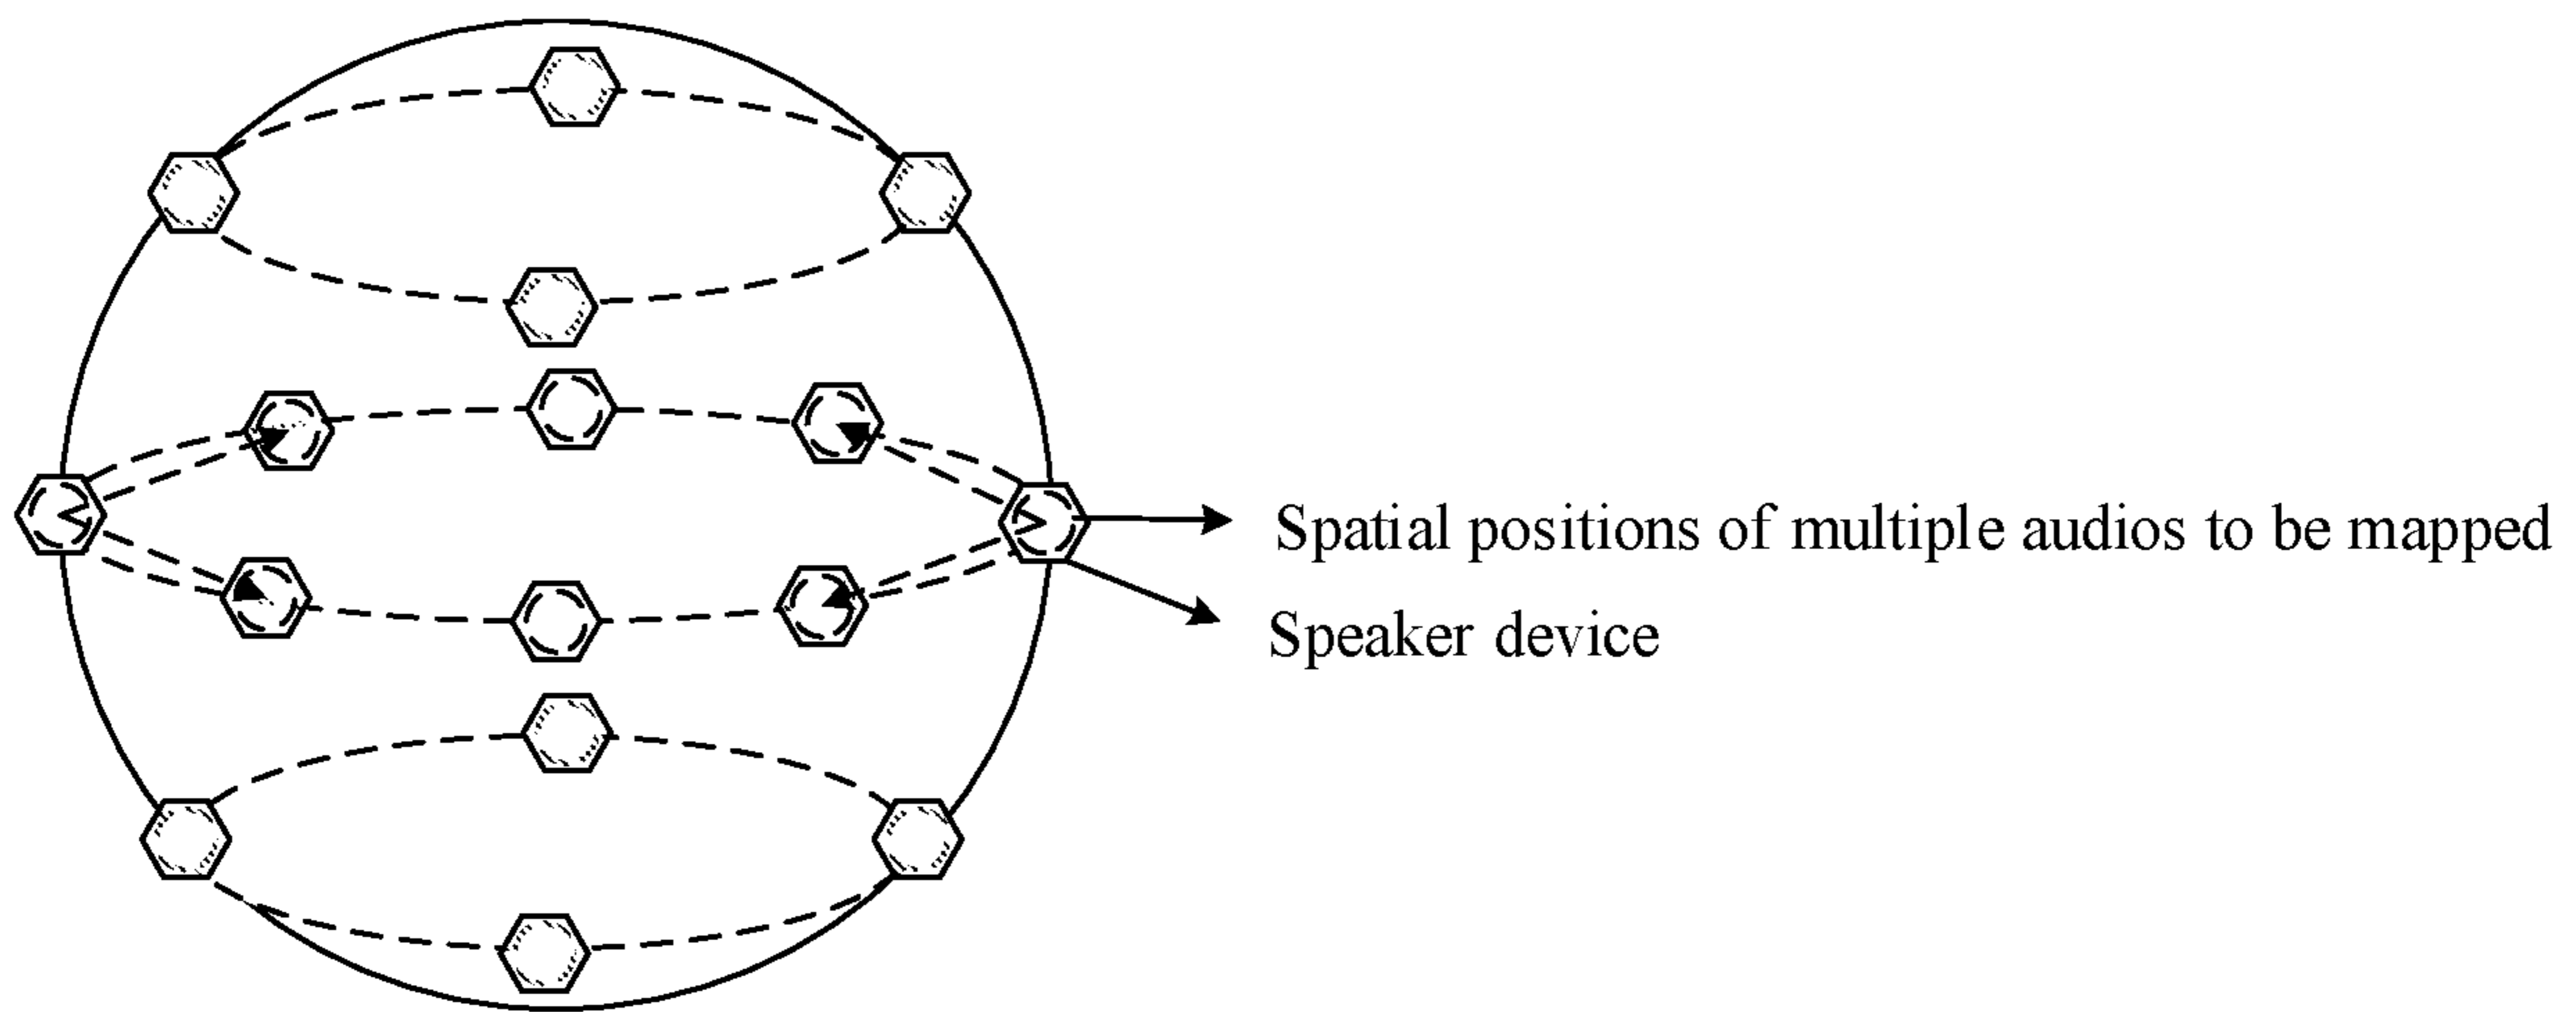 Spatial positions of multiple audios to be mapped
Speaker device